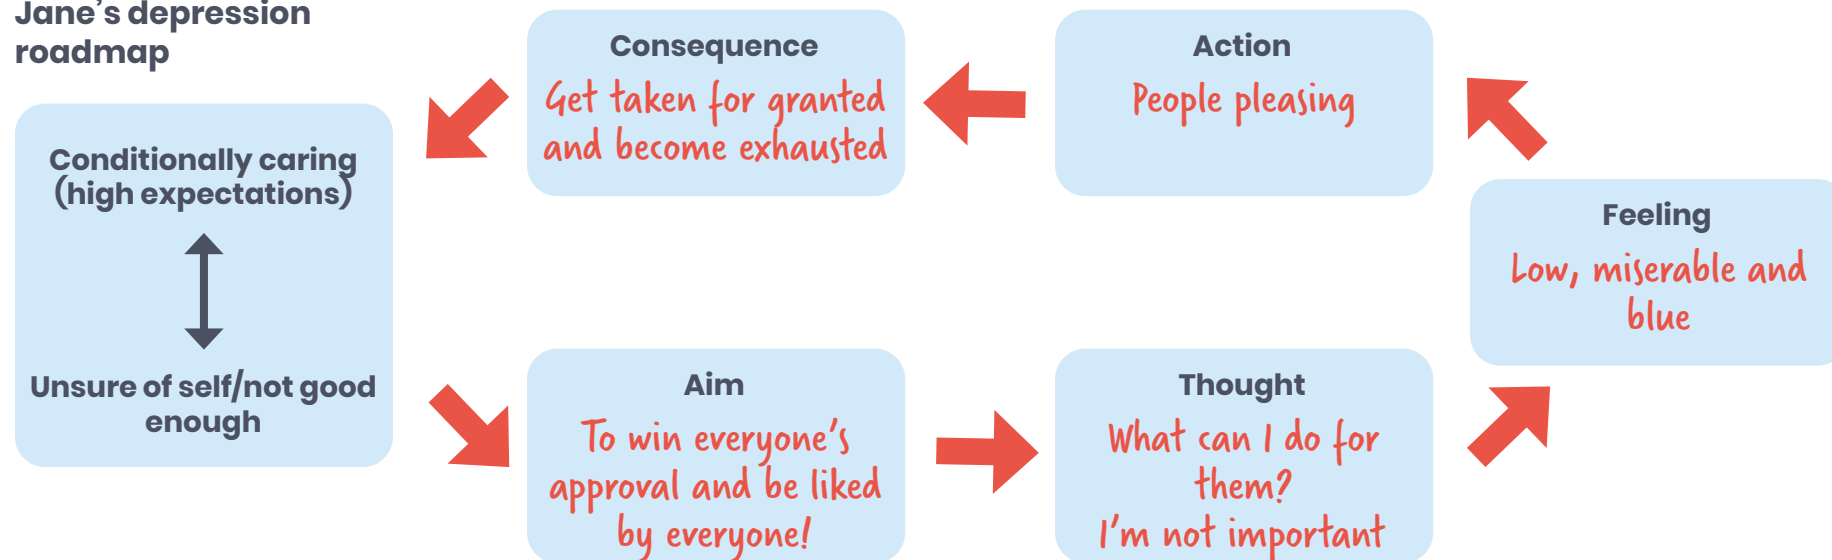 Jane's depression
roadmap
Conditionally caring
(high expectations)
Unsure of self/not good
enough
Aim
To win everyone's
approval and be liked
by everyone!
Thought
What can I do for
them?
I'm not important
Feeling
Low, miserable and
blue
Action
People pleasing
Consequence
Get taken for granted
and become exhausted